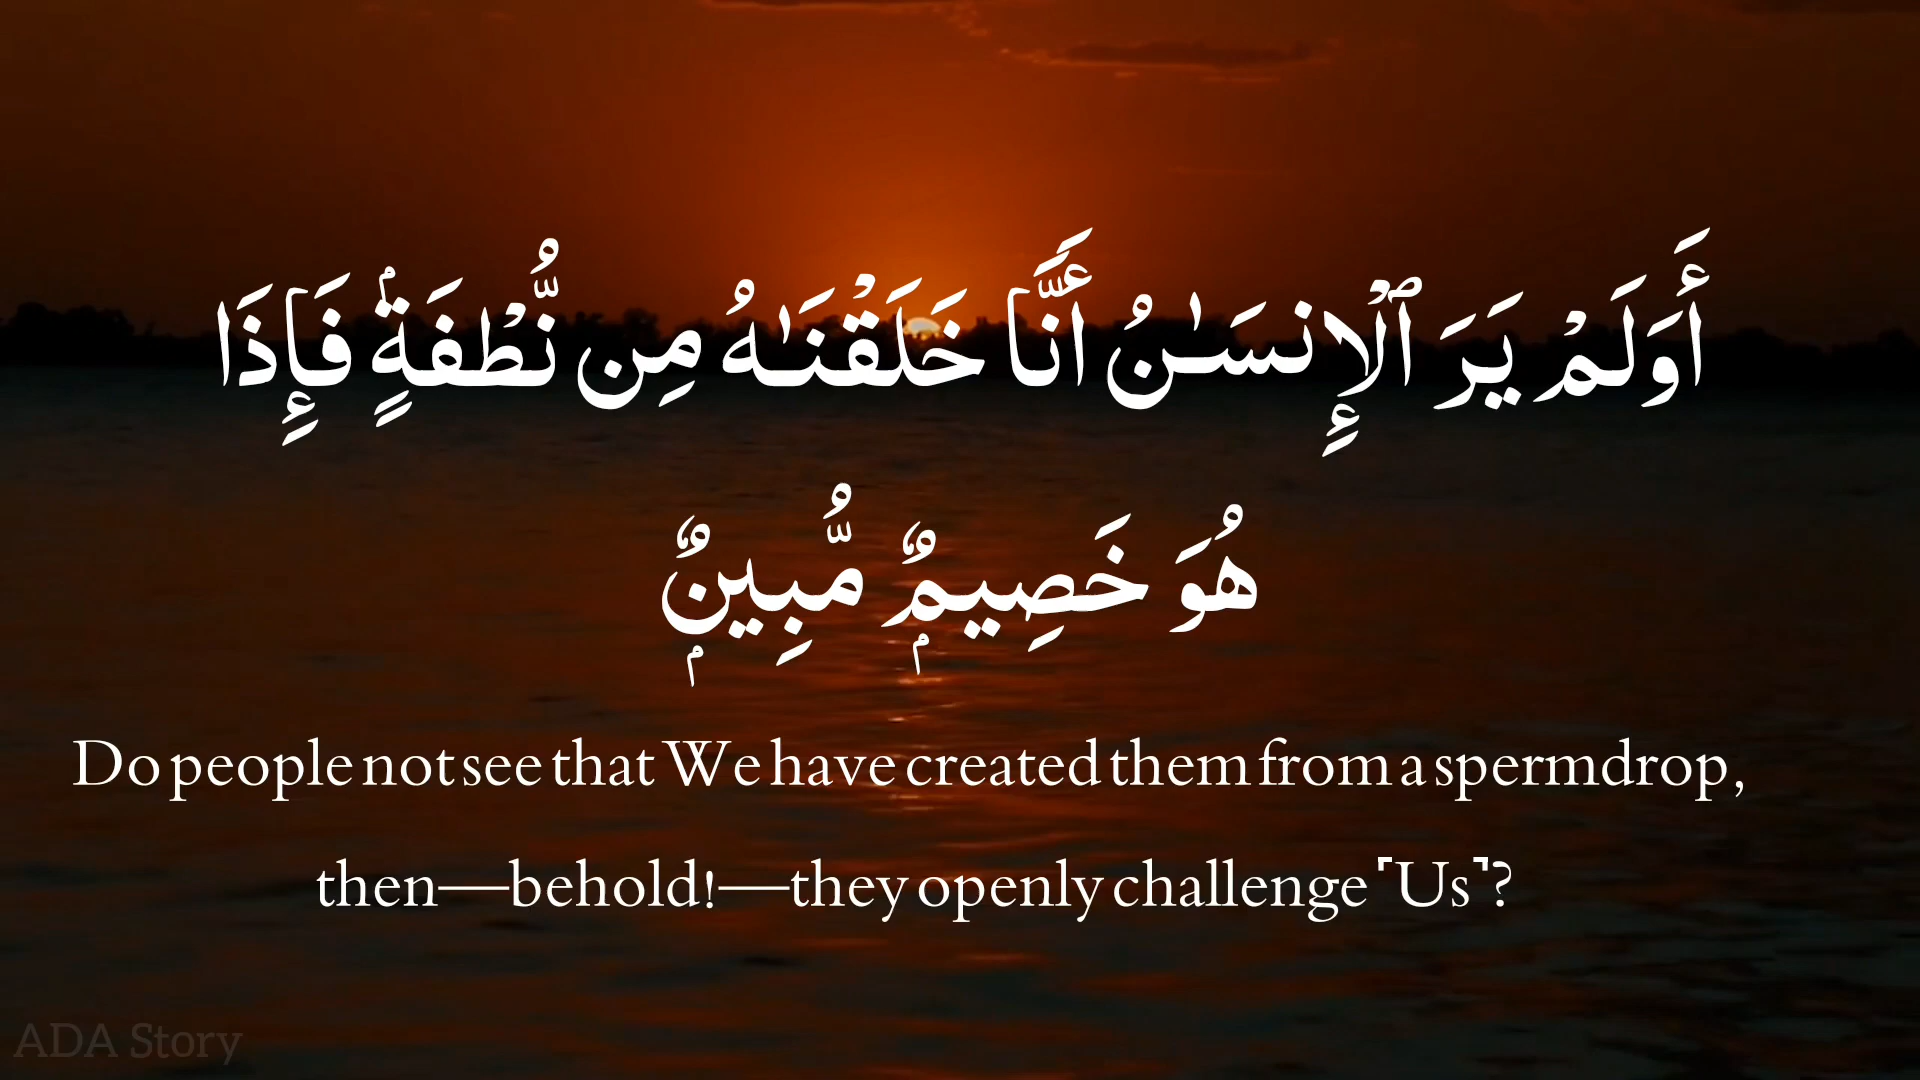 أَوَلَمْ يَرَ ٱلْإِنسَـٰنُ أَنَّا خَلَقْنَـٰهُ مِن نُّطْفَةٍۢ فَإِذَا
هُوَ خَصِيمٌۭ مُّبِينٌۭ
Do people not see that We have created them from a spermdrop,
then—behold!—they openly challenge ˹Us˺?
ADA Story